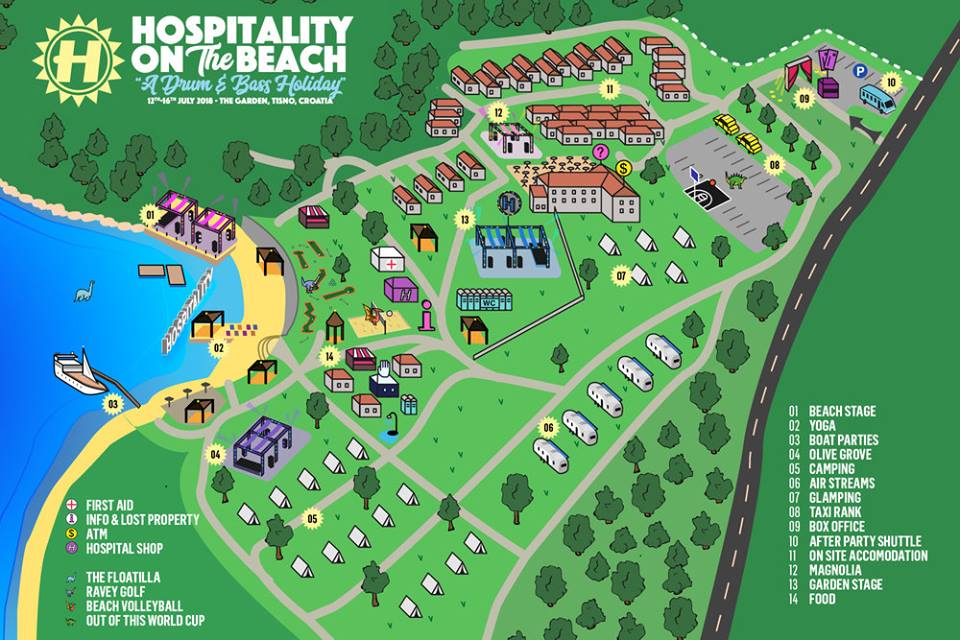 HOSPITALITY
ON The BEACH
"A Drum & Bass Holiday"
12TH-16TH JULY 2018 - THE GARDEN, TISNO, CROATIA
H
01
02
03
04
05
06
07
08
09
10
11
12
13
14
P
?
$
H
H
i
WC
HOSPITALITY
FIRST AID
INFO & LOST PROPERTY
ATM
HOSPITAL SHOP
THE FLOATILLA
RAVEY GOLF
BEACH VOLLEYBALL
OUT OF THIS WORLD CUP
01 BEACH STAGE
02 YOGA
03 BOAT PARTIES
04 OLIVE GROVE
05 CAMPING
06 AIR STREAMS
07 GLAMPING
08 TAXI RANK
09 BOX OFFICE
10 AFTER PARTY SHUTTLE
11 ON SITE ACCOMODATION
12 MAGNOLIA
13 GARDEN STAGE
14 FOOD